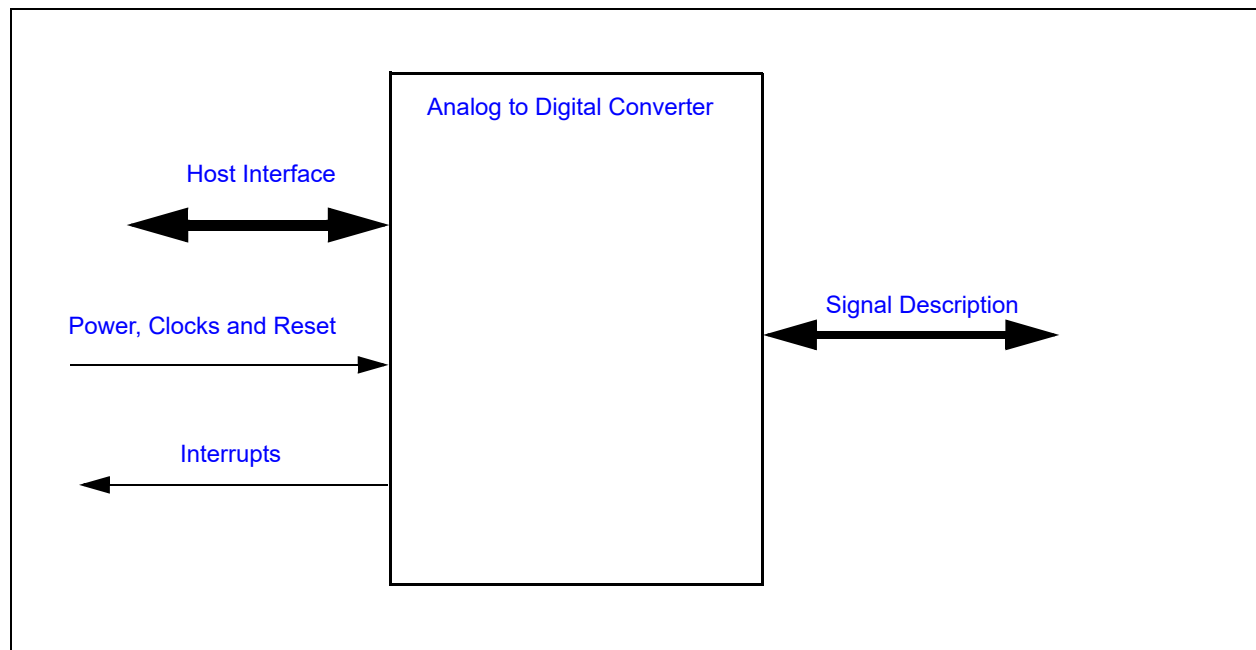 Analog to Digital Converter
Host Interface
Signal Description
Power, Clocks and Reset
Interrupts